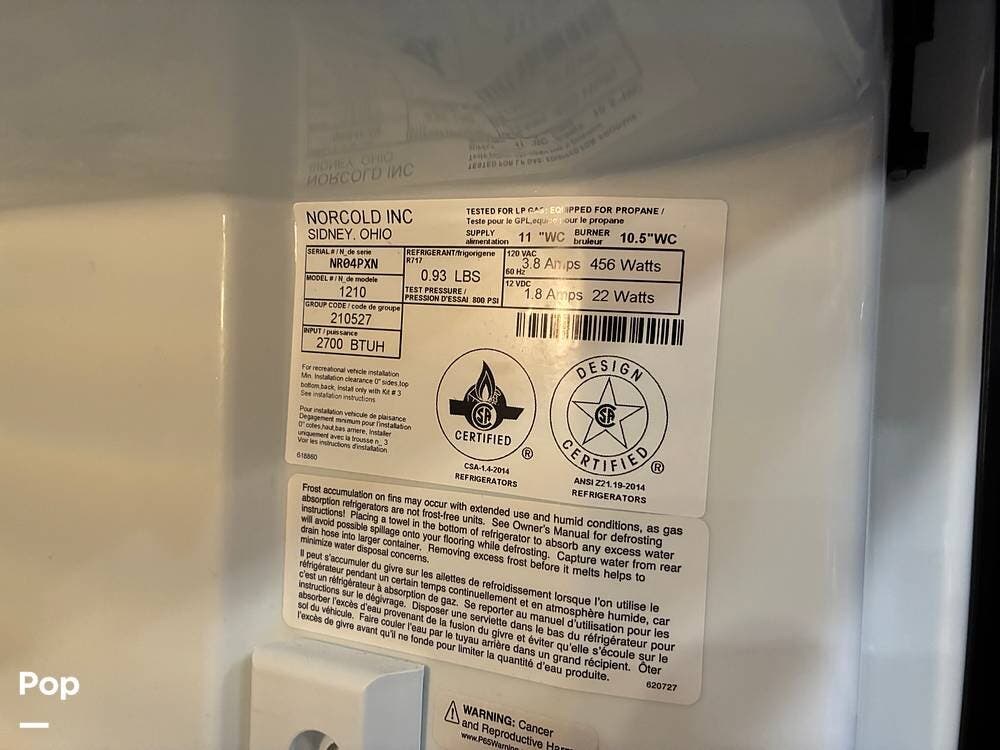 NORCOLD INC
SIDNEY, OHIO
TESTED FOR LP GAS: EQUIPPED FOR PROPANE /
Teste pour le GPL,equipe pour le propane
SUPPLY alimentation 11 "WC BURNER bruleur 10.5"WC
SERIAL # / N_de serie
NR04PXN
MODEL # / N_de modele
1210
GROUP CODE / code de groupe
210527
INPUT / puissance
2700 BTUH
REFRIGERANT/frigorigene
R717
0.93 LBS
TEST PRESSURE /
PRESSION D'ESSAI 800 PSI
120 VAC
60 Hz 3.8 Amps 456 Watts
12 VDC
1.8 Amps 22 Watts
For recreational vehicle installation
Min. Installation clearance 0" sides,top
bottom,back, Install only with Kit # 3
See installation instructions
Pour installation vehicule de plaisance
Degagement minimum pour l'installation
0" cotes,haut,bas arriere, Installer
uniquement avec la trousse n_ 3
Voir les instructions d'installation
618860
SA
CERTIFIED
®
CSA-1.4-2014
REFRIGERATORS
DESIGN
SA
CERTIFIED
®
ANSI Z21.19-2014
REFRIGERATORS
Frost accumulation on fins may occur with extended use and humid conditions, as gas
absorption refrigerators are not frost-free units. See Owner's Manual for defrosting
instructions! Placing a towel in the bottom of refrigerator to absorb any excess water
will avoid possible spillage onto your flooring while defrosting. Capture water from rear
drain hose into larger container. Removing excess frost before it melts helps to
minimize water disposal concerns.
Il peut s'accumuler du givre sur les ailettes de refroidissement lorsque l'on utilise le
réfrigérateur pendant un certain temps continuellement et en atmosphère humide, car
c'est un réfrigérateur à absorption de gaz. Se reporter au manuel d'utilisation pour les
instructions sur le dégivrage. Disposer une serviette dans le bas du réfrigérateur pour
absorber l'excès d'eau provenant de la fusion du givre et éviter qu'elle s'écoule sur le
sol du véhicule. Faire couler l'eau par le tuyau arrière dans un grand récipient. Ôter
l'excès de givre avant qu'il ne fonde pour limiter la quantité d'eau produite.
620727
WARNING: Cancer
and Reproductive Harm
www.P65Warnin
Pop